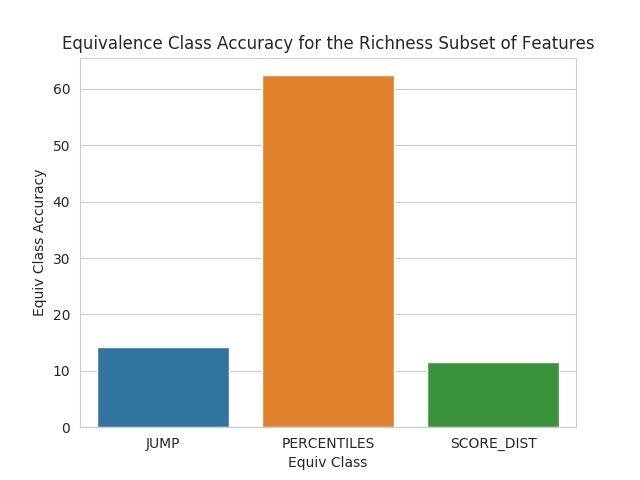 Equivalence Class Accuracy for the Richness Subset of Features
Equiv Class Accuracy
60
50
40
30
20
10
0
JUMP
PERCENTILES
SCORE_DIST
Equiv Class